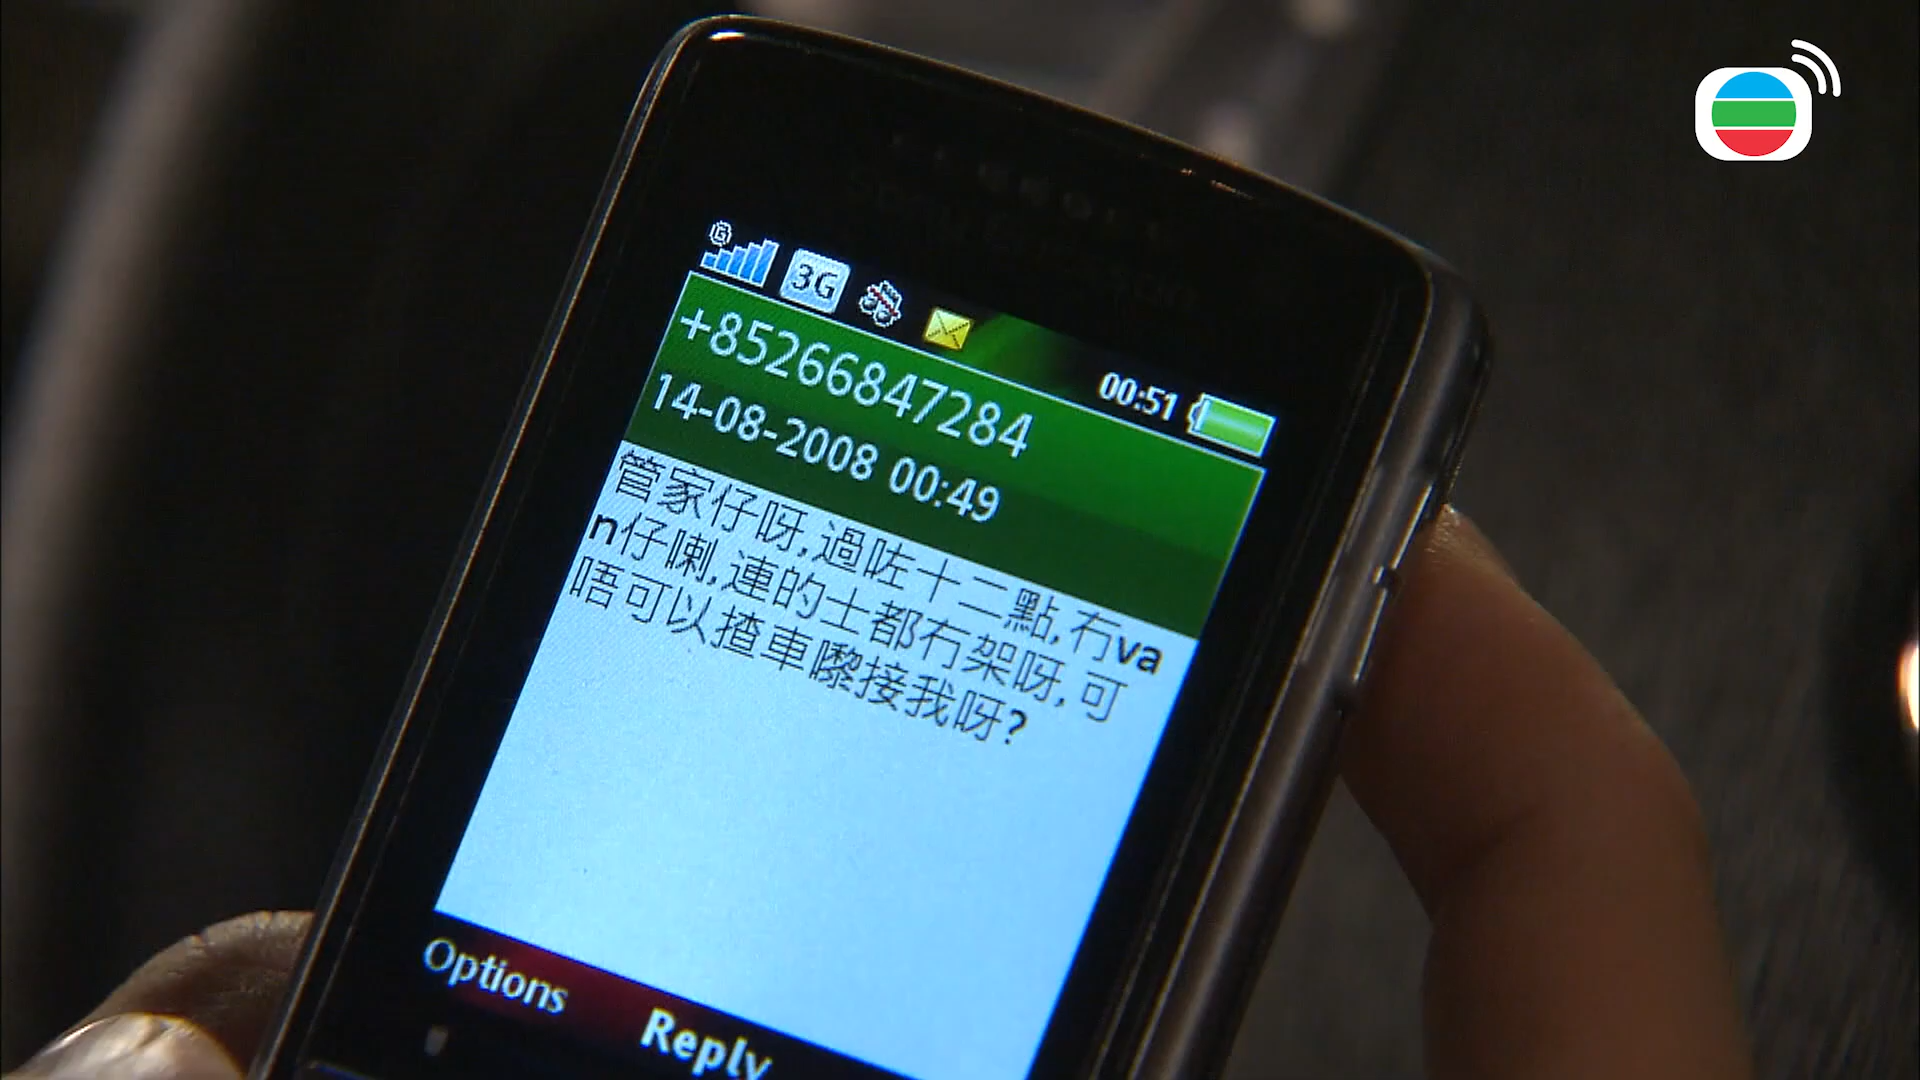 3G
00:51
+85266847284
14-08-2008 00:49
管家仔呀,過咗十二點,冇va
n仔喇,連的士都冇架呀,可
唔可以揸車嚟接我呀?
Options
Reply